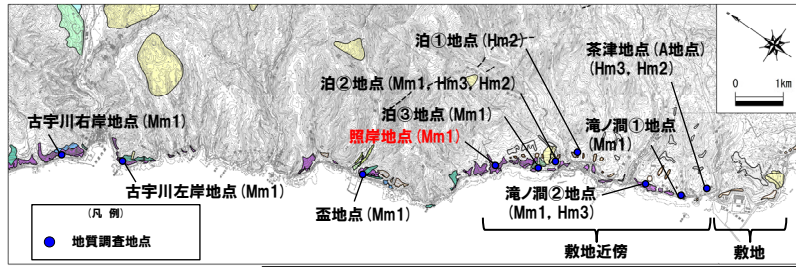 泊①地点(Hm2)
茶津地点(A地点)
(Hm3, Hm2)
泊②地点(Mm1, Hm3, Hm2)
0 1km
泊③地点(Mm1)
滝ノ澗①地点
(Mm1)
古宇川右岸地点(Mm1)
照岸地点(Mm1)
古宇川左岸地点(Mm1)
盃地点(Mm1)
滝ノ澗②地点
(Mm1, Hm3)
(凡 例)
地質調査地点
敷地近傍
敷地